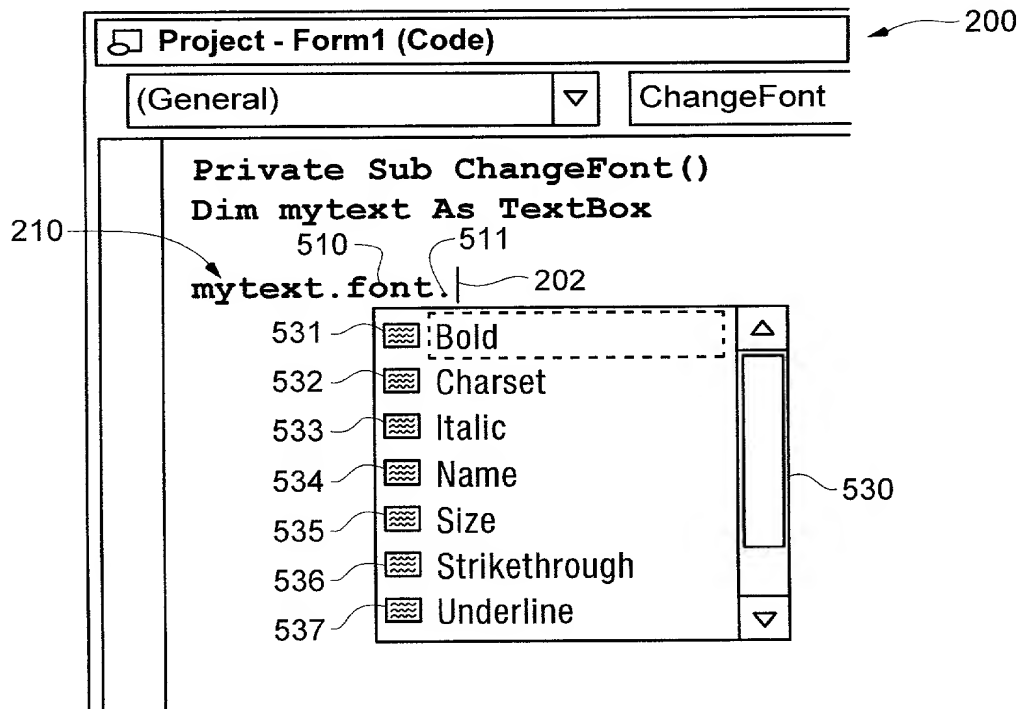 200
Project - Form1 (Code)
(General) ChangeFont
Private Sub ChangeFont()
Dim mytext As TextBox
210 510 511
mytext.font. 202
531 Bold
532 Charset
533 Italic
534 Name
530
535 Size
536 Strikethrough
537 Underline